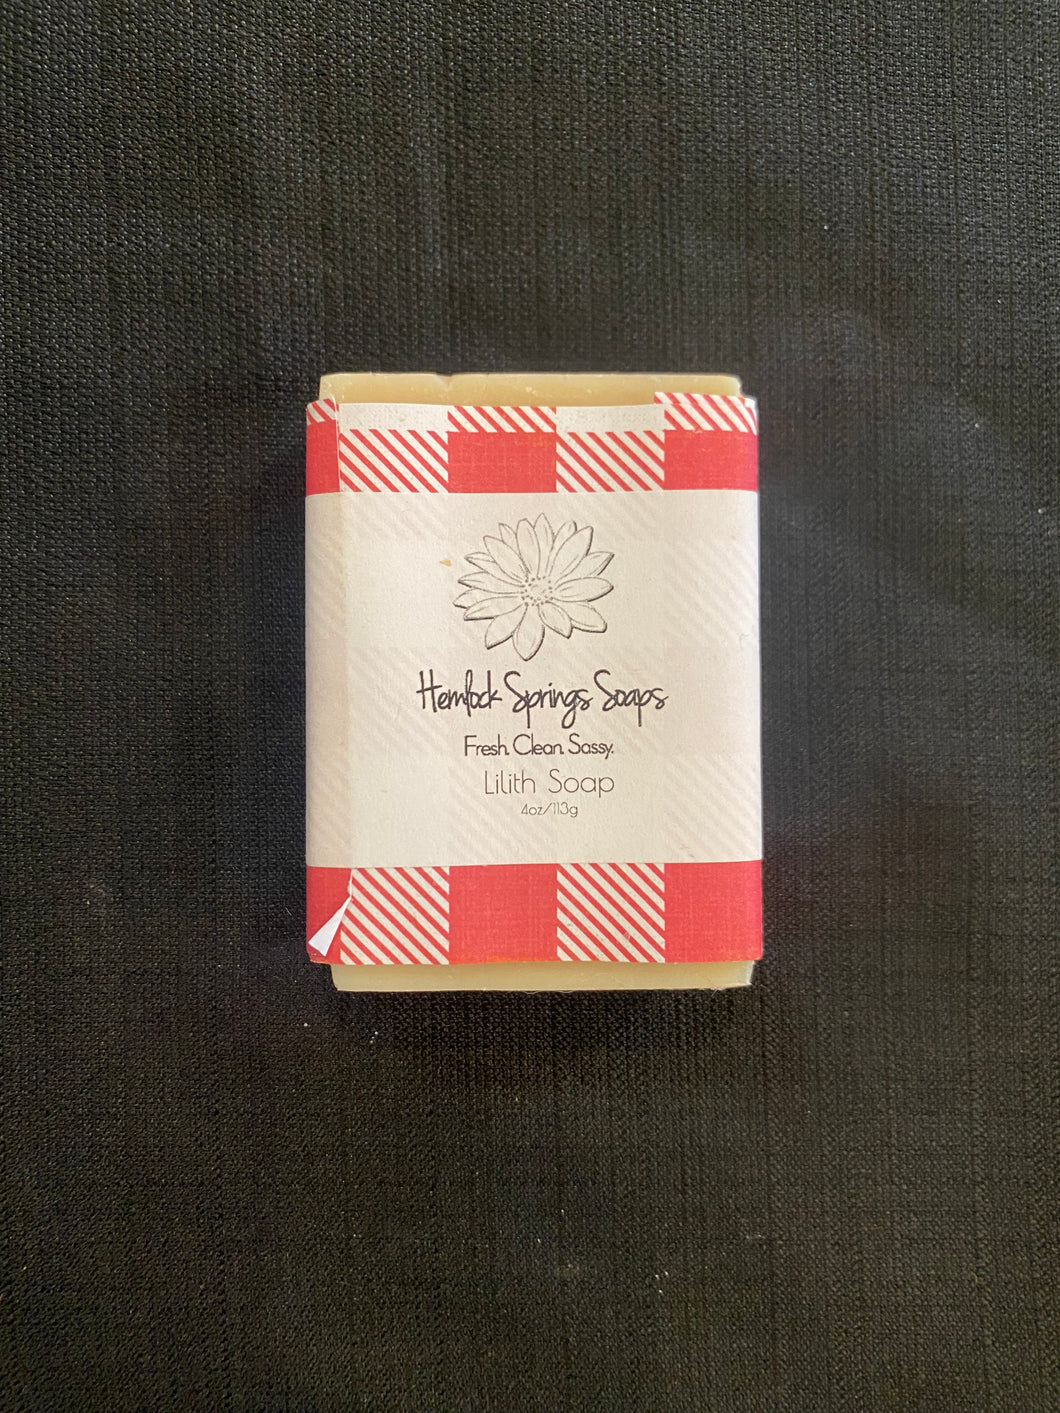 Hemlock Springs Soaps
Fresh. Clean. Sassy.
Lilith Soap
4oz/113g